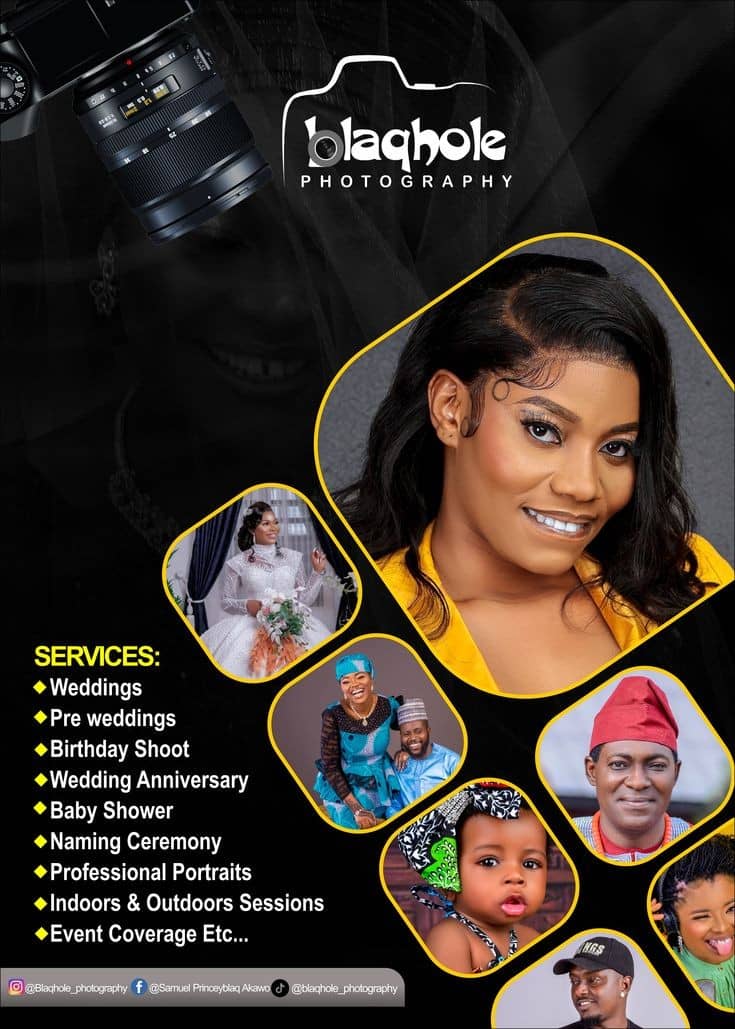 blaqhole
PHOTOGRAPHY
SERVICES:
Weddings
Pre weddings
Birthday Shoot
Wedding Anniversary
Baby Shower
Naming Ceremony
Professional Portraits
Indoors & Outdoors Sessions
Event Coverage Etc...
@Blaqhole_photography @Samuel Princeyblaq Akawo @blaqhole_photography